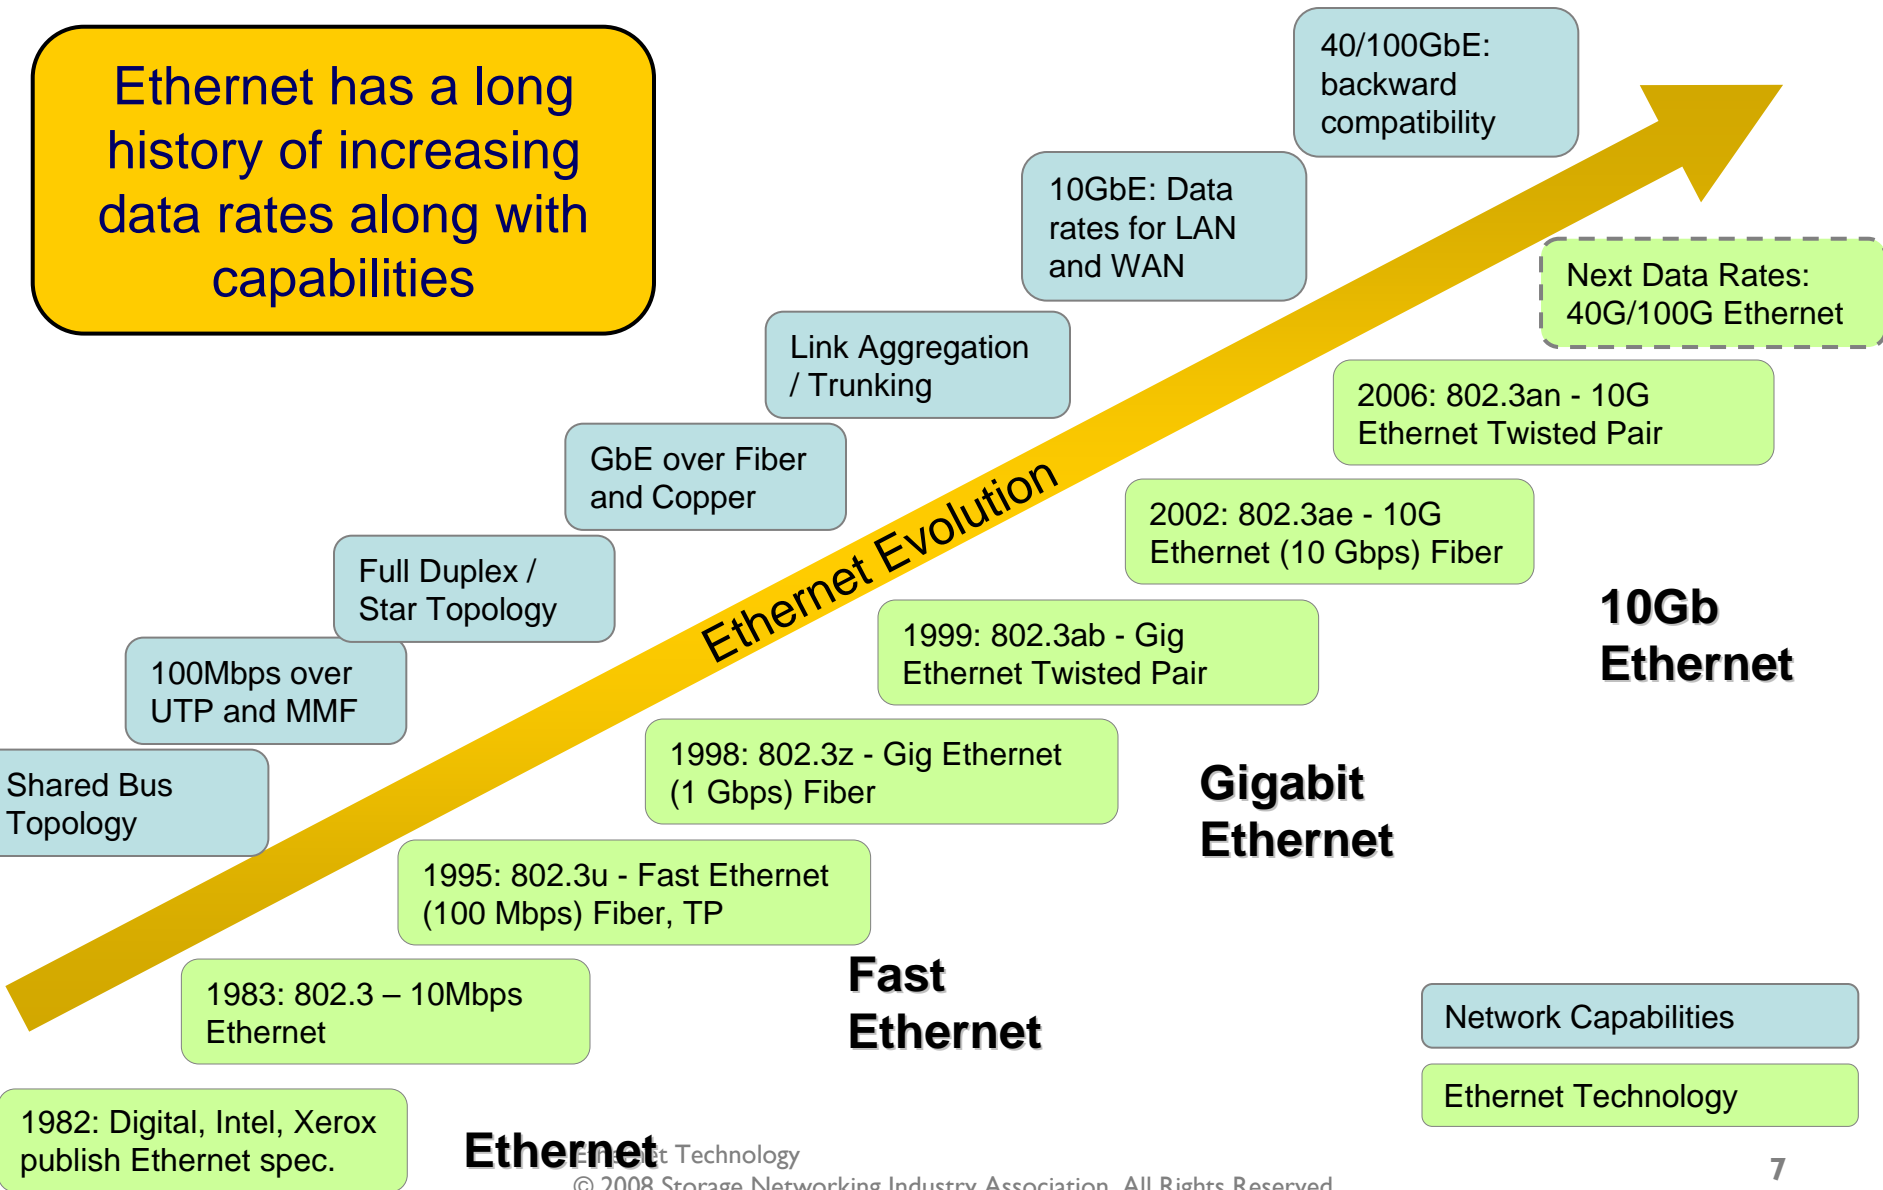 Ethernet has a long
history of increasing
data rates along with
capabilities
40/100GbE:
backward
compatibility
10GbE: Data
rates for LAN
and WAN
Link Aggregation
/ Trunking
GbE over Fiber
and Copper
Full Duplex /
Star Topology
100Mbps over
UTP and MMF
Shared Bus
Topology
Ethernet Evolution
Next Data Rates:
40G/100G Ethernet
2006: 802.3an - 10G
Ethernet Twisted Pair
2002: 802.3ae - 10G
Ethernet (10 Gbps) Fiber
10Gb
Ethernet
1999: 802.3ab - Gig
Ethernet Twisted Pair
1998: 802.3z - Gig Ethernet
(1 Gbps) Fiber
Gigabit
Ethernet
1995: 802.3u - Fast Ethernet
(100 Mbps) Fiber, TP
Fast
Ethernet
1983: 802.3 – 10Mbps
Ethernet
1982: Digital, Intel, Xerox
publish Ethernet spec.
Ethernet
Network Capabilities
Ethernet Technology
Ethernet Technology
© 2008 Storage Networking Industry Association. All Rights Reserved
7